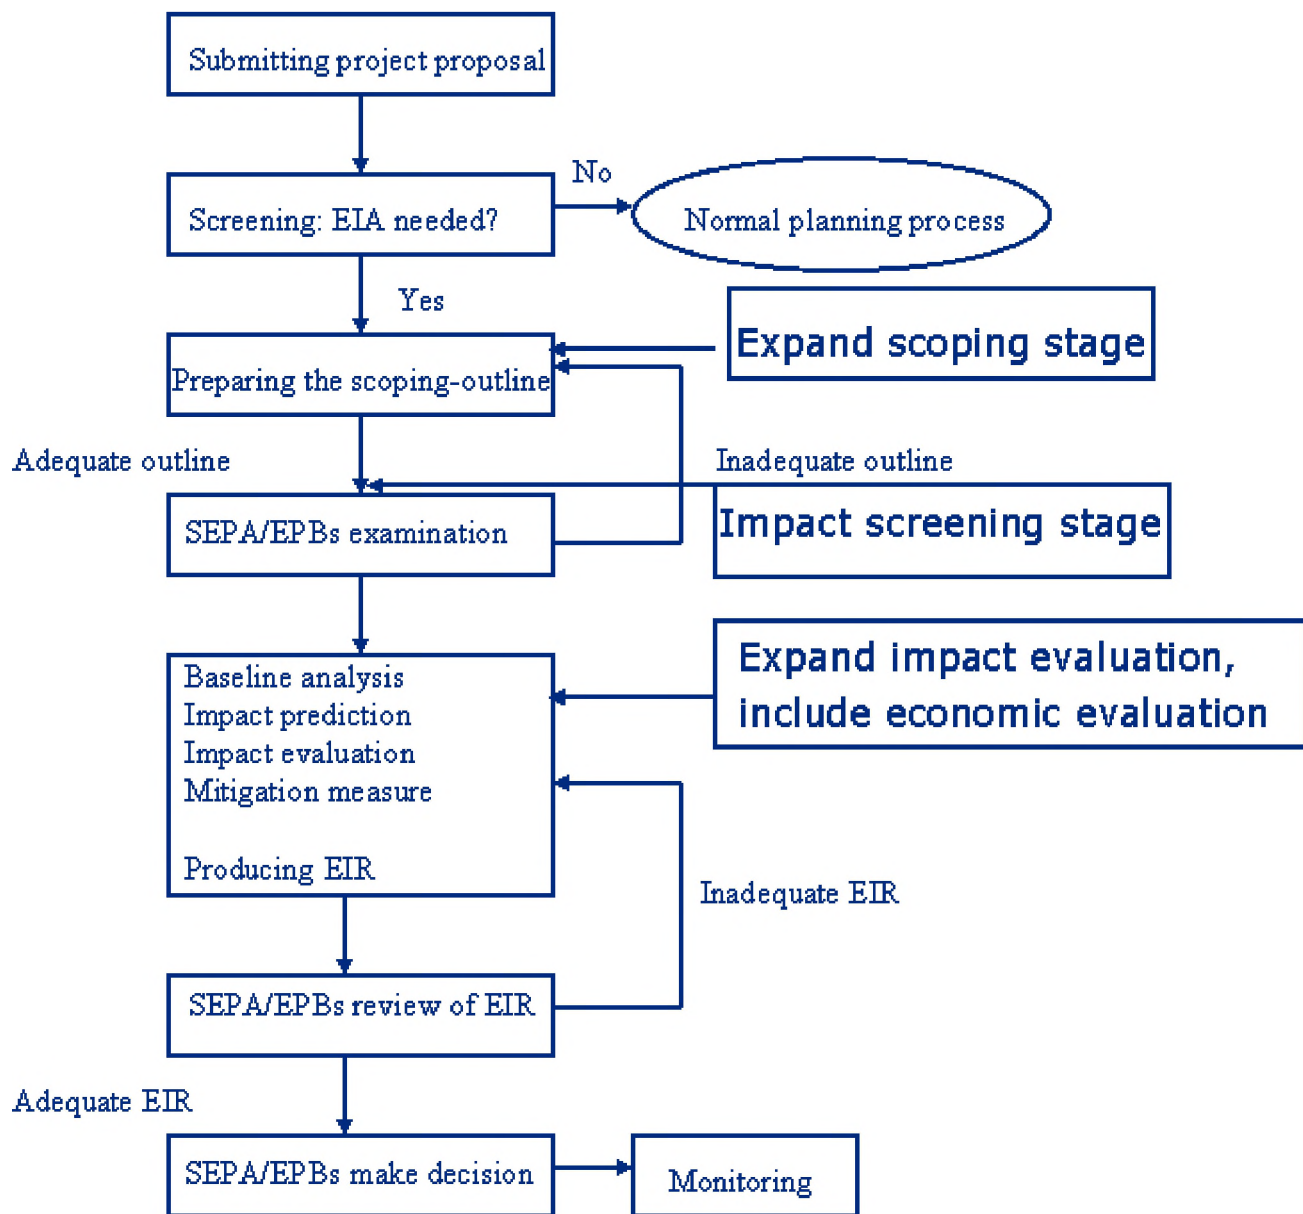 Submitting project proposal
No
Screening: EIA needed?
Normal planning process
Yes
Expand scoping stage
Preparing the scoping-outline
Adequate outline
Inadequate outline
SEPA/EPBs examination
Impact screening stage
Baseline analysis
Impact prediction
Impact evaluation
Mitigation measure
Producing EIR
Expand impact evaluation,
include economic evaluation
Inadequate EIR
SEPA/EPBs review of EIR
Adequate EIR
SEPA/EPBs make decision
Monitoring